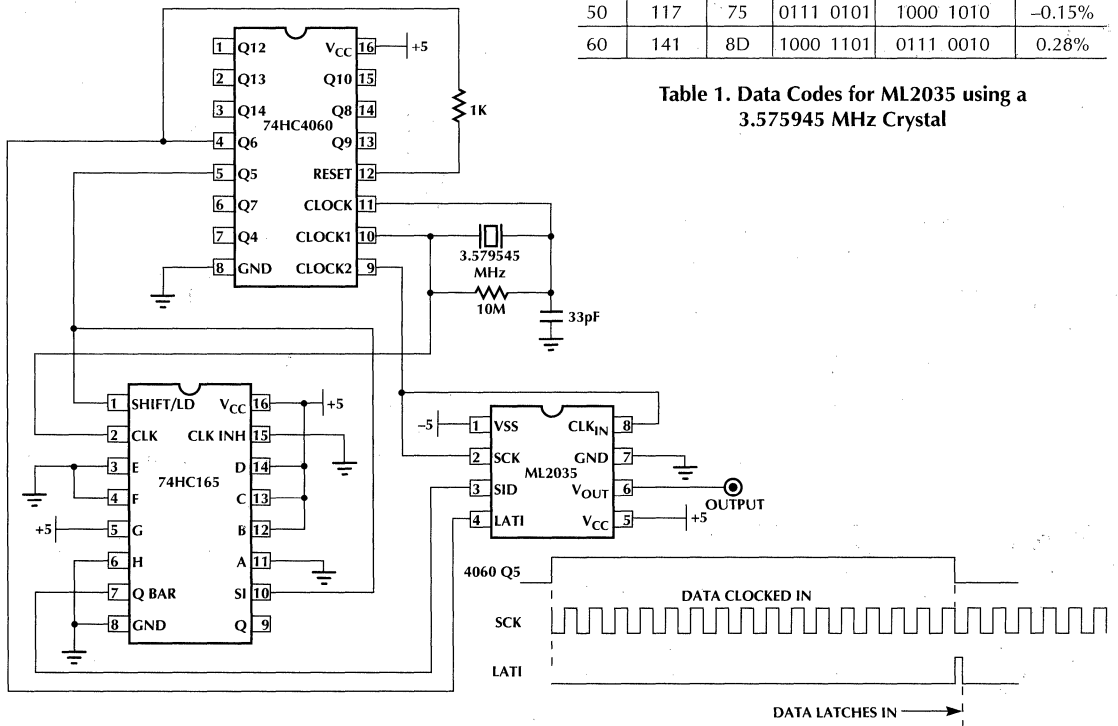 50 117 75 0111 0101 1000 1010 –0.15%
60 141 8D 1000 1101 0111 0010 0.28%
Table 1. Data Codes for ML2035 using a
3.575945 MHz Crystal
74HC4060
1 Q12
2 Q13
3 Q14
4 Q6
5 Q5
6 Q7
7 Q4
8 GND
VCC 16
Q10 15
Q8 14
Q9 13
RESET 12
CLOCK 11
CLOCK1 10
CLOCK2 9
+5
1K
3.579545
MHz
10M
33pF
74HC165
1 SHIFT/LD
2 CLK
3 E
4 F
5 G
6 H
7 Q BAR
8 GND
VCC 16
CLK INH 15
D 14
C 13
B 12
A 11
SI 10
Q 9
+5
+5
ML2035
1 VSS
2 SCK
3 SID
4 LATI
CLKIN 8
GND 7
VOUT 6
VCC 5
–5
OUTPUT
+5
4060 Q5
DATA CLOCKED IN
SCK
LATI
DATA LATCHES IN